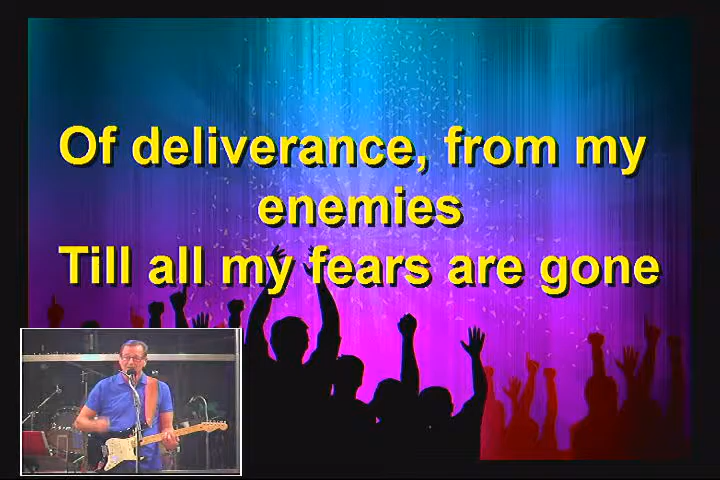 Of deliverance, from my
enemies
Till all my fears are gone